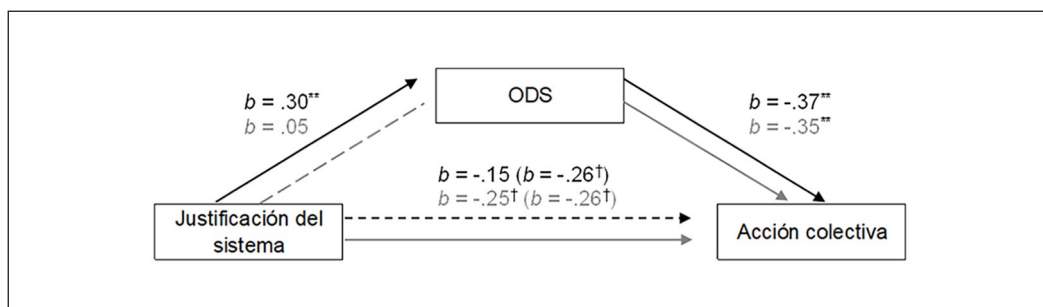 ODS
b = .30**
b = .05
b = -.37**
b = -.35**
b = -.15 (b = -.26†)
b = -.25† (b = -.26†)
Justificación del
sistema
Acción colectiva